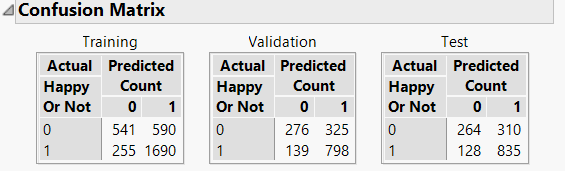 Confusion Matrix
Training Validation Test
Actual Predicted Actual Predicted Actual Predicted
Happy Count Happy Count Happy Count
Or Not 0 1 Or Not 0 1 Or Not 0 1
0 541 590 0 276 325 0 264 310
1 255 1690 1 139 798 1 128 835